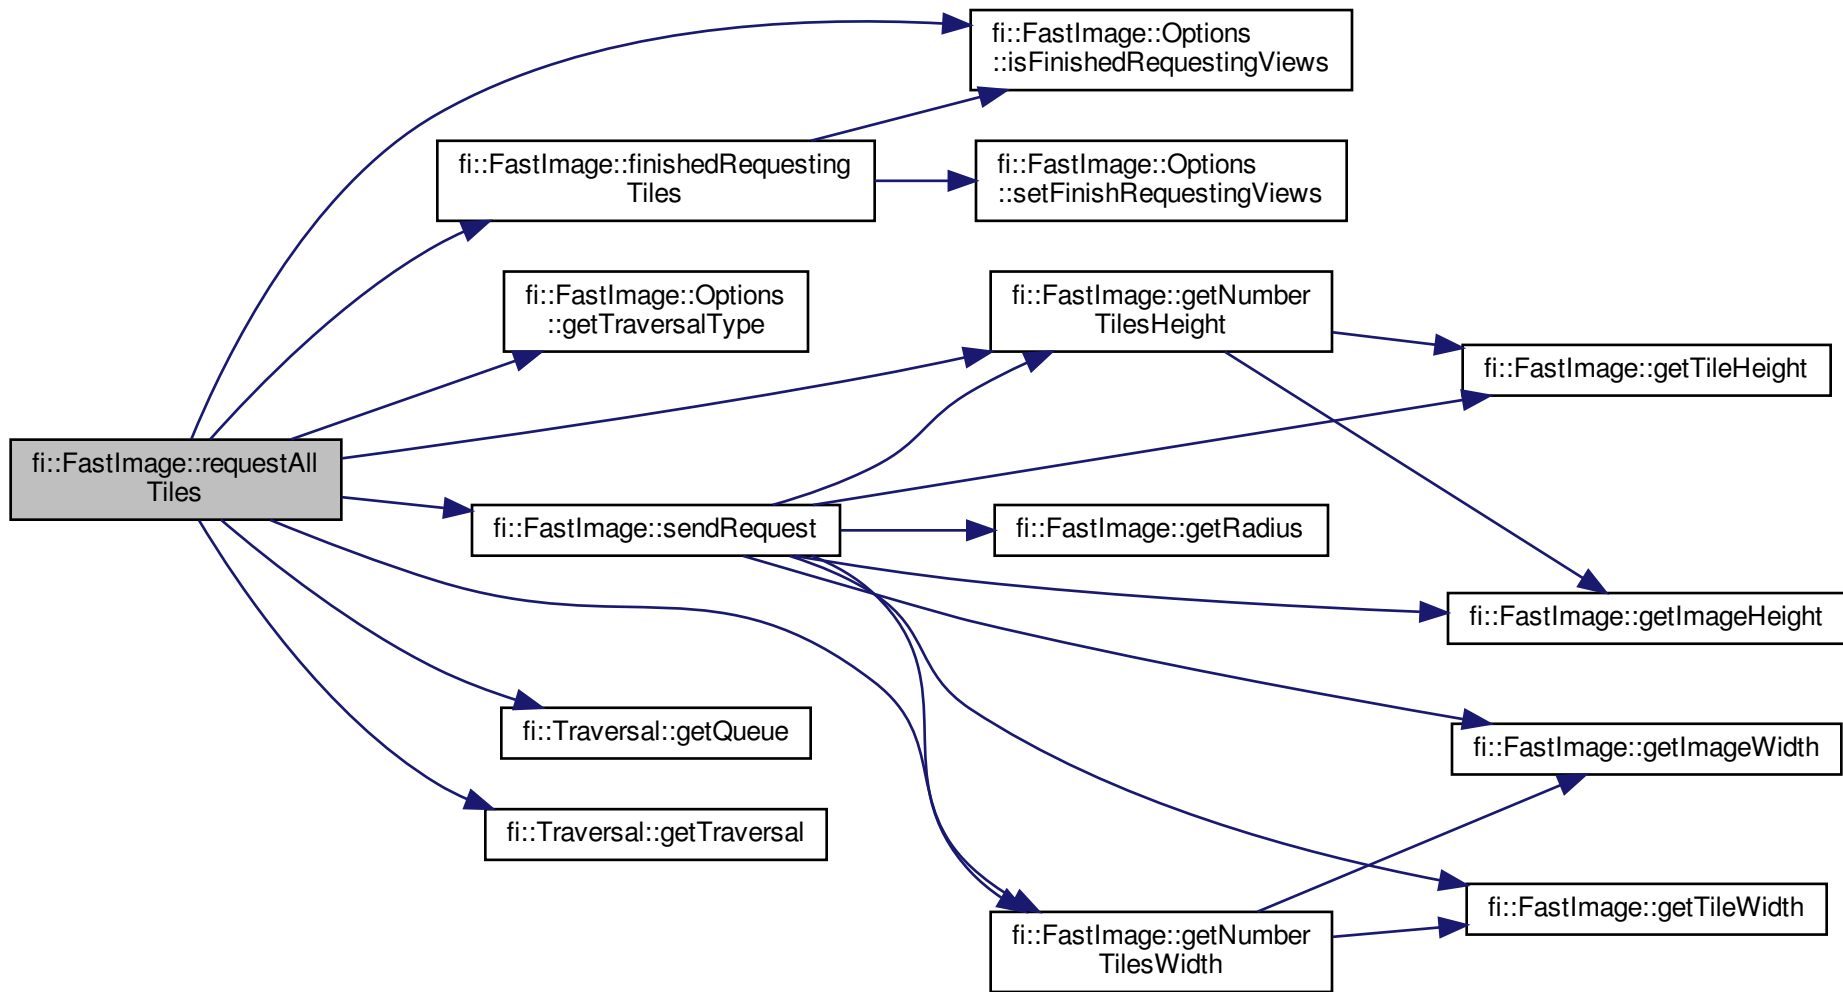 fi::FastImage::requestAll
Tiles
fi::FastImage::Options
::isFinishedRequestingViews
fi::FastImage::finishedRequesting
Tiles
fi::FastImage::Options
::setFinishRequestingViews
fi::FastImage::Options
::getTraversalType
fi::FastImage::getNumber
TilesHeight
fi::FastImage::getTileHeight
fi::FastImage::sendRequest
fi::FastImage::getRadius
fi::FastImage::getImageHeight
fi::Traversal::getQueue
fi::FastImage::getImageWidth
fi::Traversal::getTraversal
fi::FastImage::getTileWidth
fi::FastImage::getNumber
TilesWidth